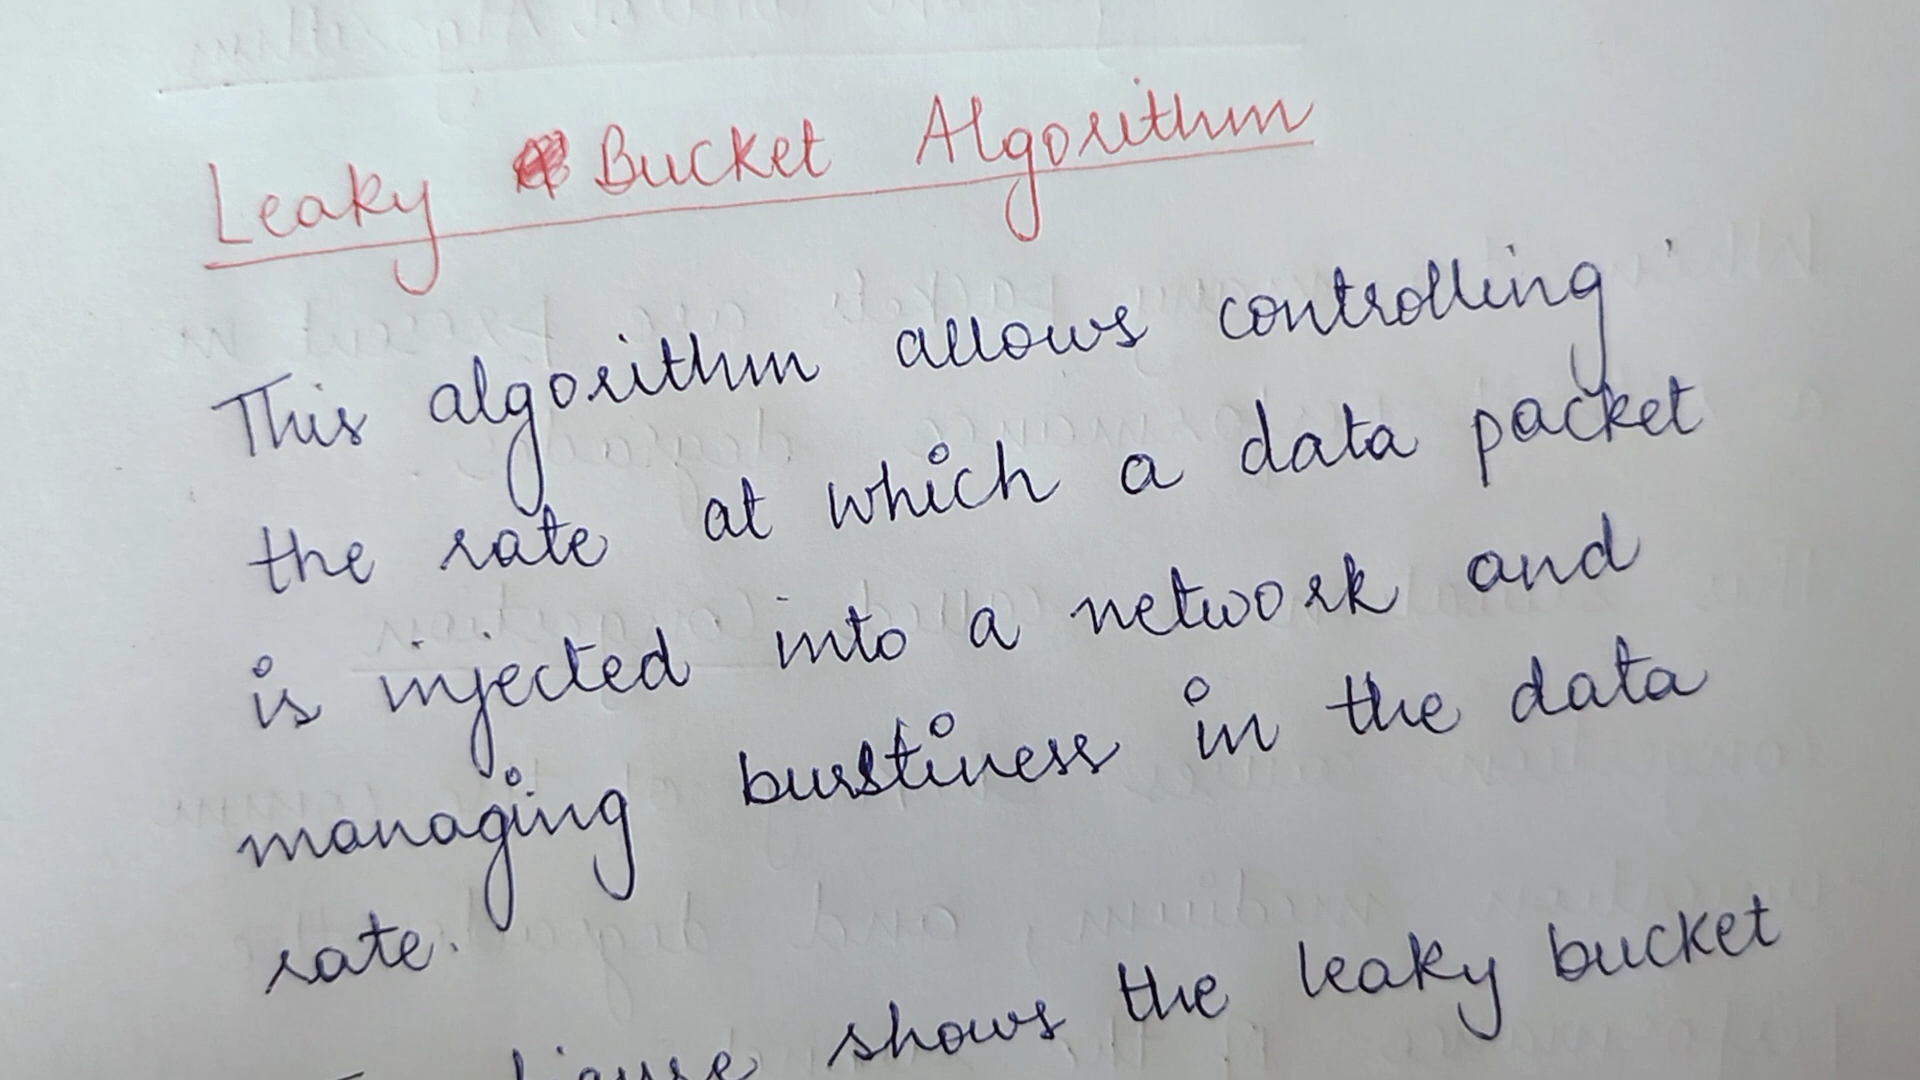 Leaky Bucket Algorithm
This algorithm allows controlling
the rate at which a data packet
is injected into a network and
managing burstiness in the data
rate.
figure shows the leaky bucket